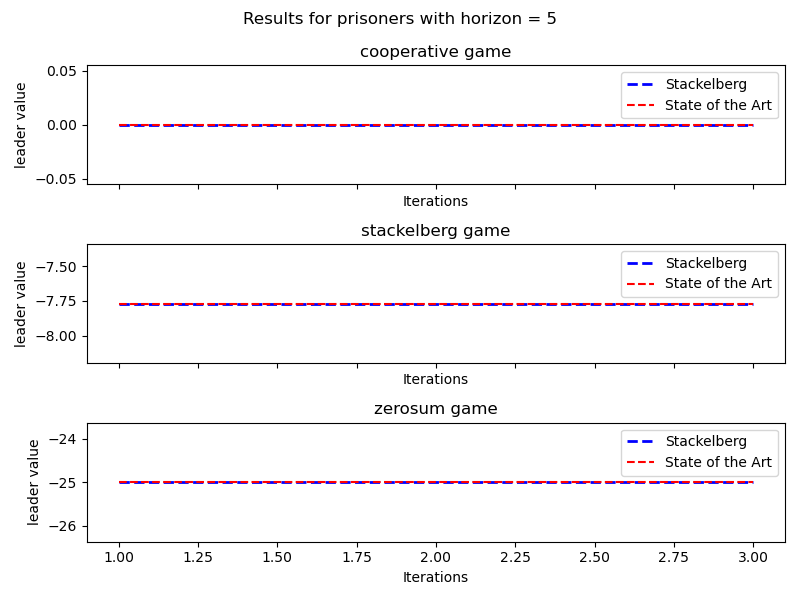 Results for prisoners with horizon = 5
cooperative game
leader value
0.05
0.00
−0.05
Stackelberg
State of the Art
Iterations
stackelberg game
leader value
−7.50
−7.75
−8.00
Stackelberg
State of the Art
Iterations
zerosum game
leader value
−24
−25
−26
Stackelberg
State of the Art
1.00 1.25 1.50 1.75 2.00 2.25 2.50 2.75 3.00
Iterations